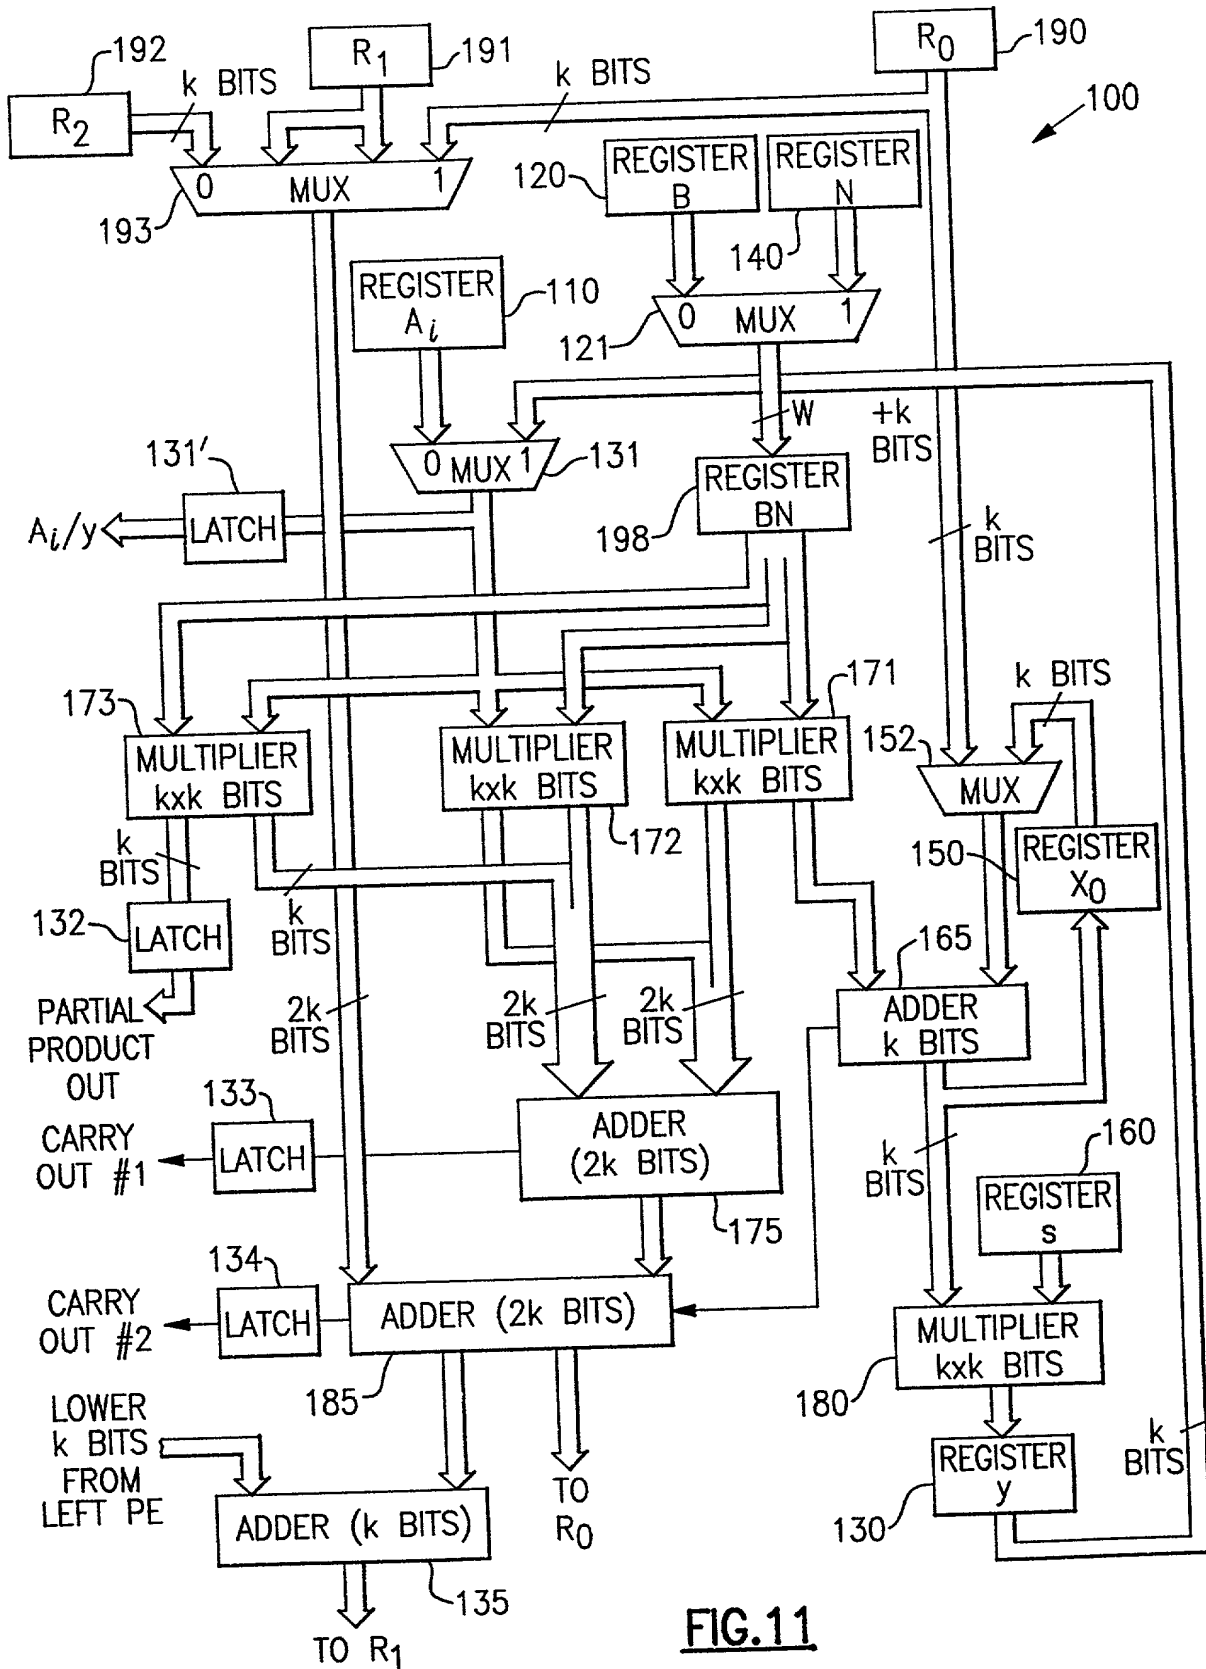 192
R2
k BITS
R1
191
k BITS
R0
190
100
0 MUX 1
193
120
REGISTER
B
REGISTER
N
140
REGISTER
Ai
110
0 MUX 1
121
W
+k
BITS
131'
0 MUX 1
131
REGISTER
BN
198
Ai/y
LATCH
k
BITS
173
MULTIPLIER
kxk BITS
MULTIPLIER
kxk BITS
172
171
MULTIPLIER
kxk BITS
k BITS
152
MUX
150
REGISTER
X0
k
BITS
132
LATCH
k
BITS
PARTIAL
PRODUCT
OUT
2k
BITS
2k
BITS
2k
BITS
165
ADDER
k BITS
133
CARRY
OUT #1
LATCH
ADDER
(2k BITS)
175
k
BITS
160
REGISTER
s
134
CARRY
OUT #2
LATCH
ADDER (2k BITS)
185
MULTIPLIER
kxk BITS
180
LOWER
k BITS
FROM
LEFT PE
ADDER (k BITS)
135
TO
R0
REGISTER
y
130
k
BITS
TO R1
FIG.11